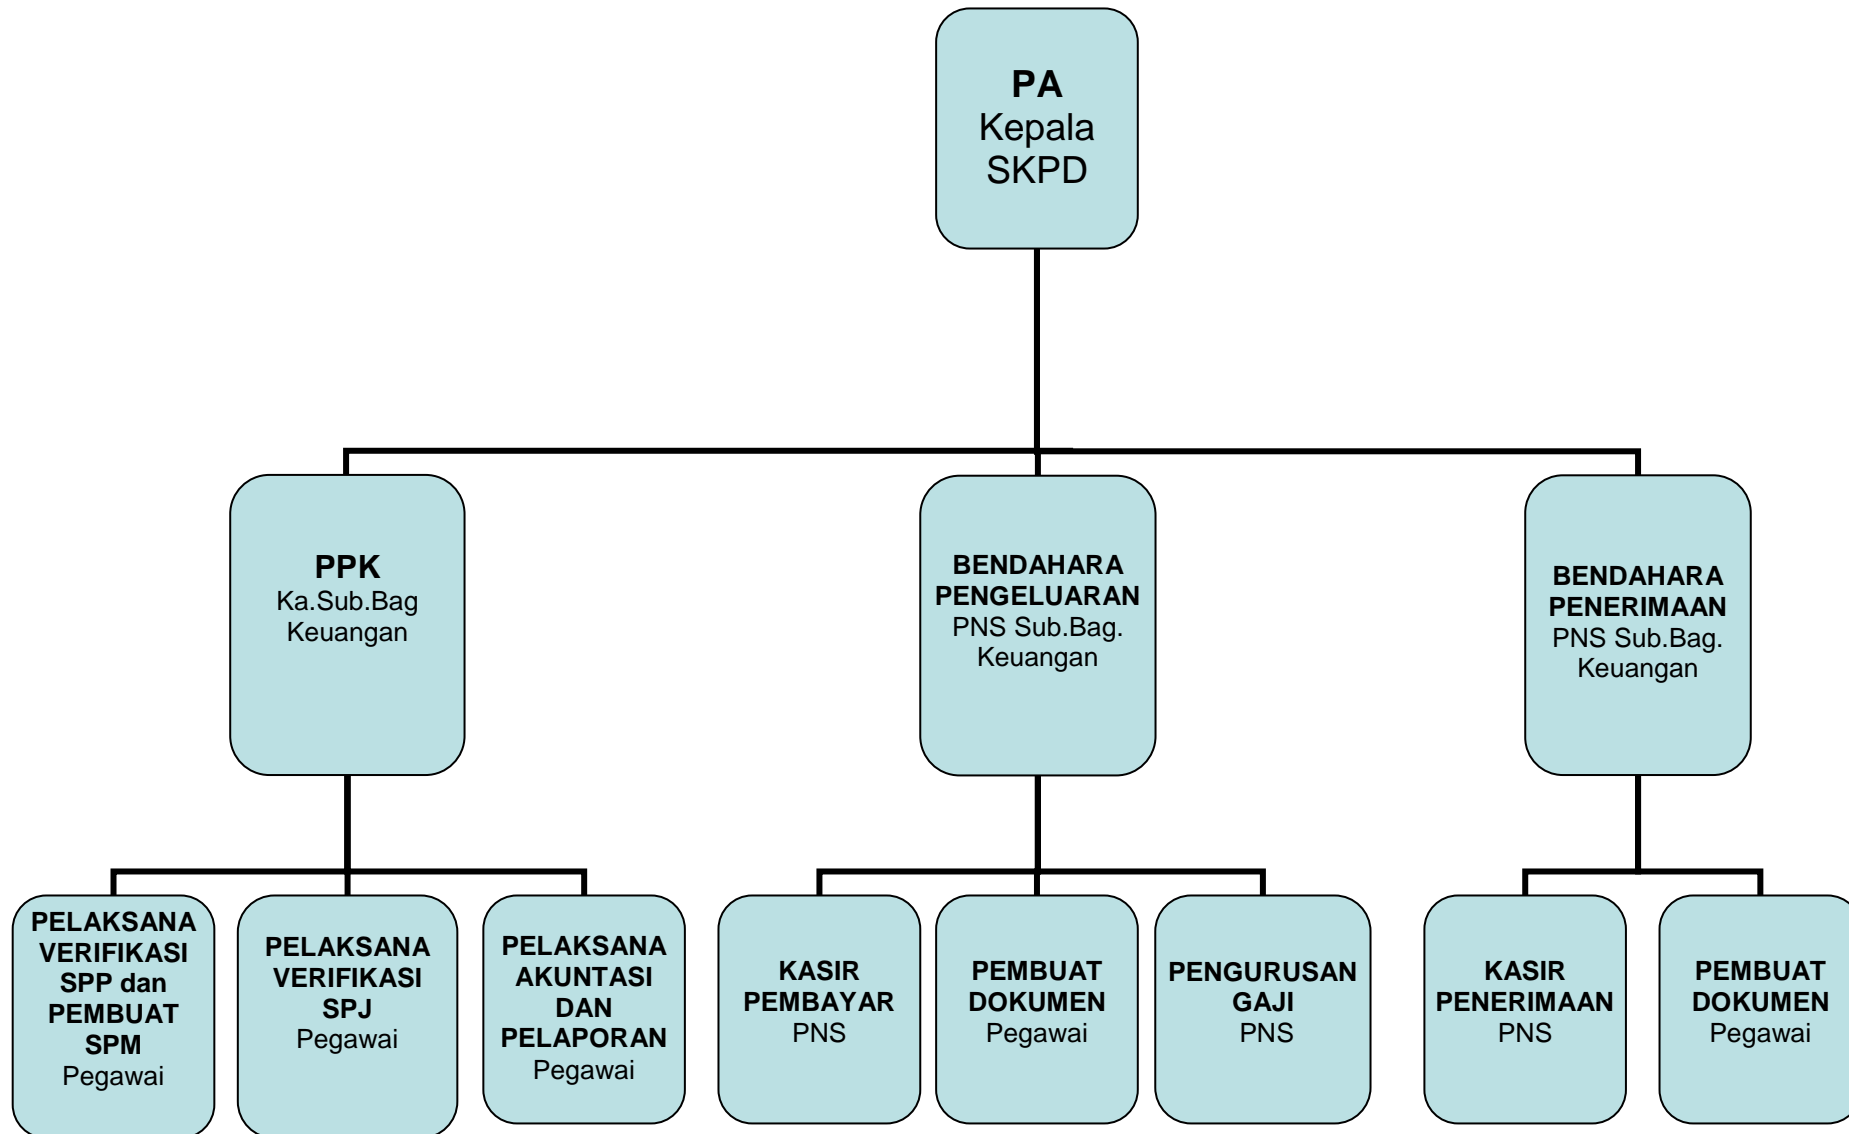 PA
Kepala
SKPD
PPK
Ka.Sub.Bag
Keuangan
BENDAHARA
PENGELUARAN
PNS Sub.Bag.
Keuangan
BENDAHARA
PENERIMAAN
PNS Sub.Bag.
Keuangan
PELAKSANA
VERIFIKASI
SPP dan
PEMBUAT
SPM
Pegawai
PELAKSANA
VERIFIKASI
SPJ
Pegawai
PELAKSANA
AKUNTASI
DAN
PELAPORAN
Pegawai
KASIR
PEMBAYAR
PNS
PEMBUAT
DOKUMEN
Pegawai
PENGURUSAN
GAJI
PNS
KASIR
PENERIMAAN
PNS
PEMBUAT
DOKUMEN
Pegawai